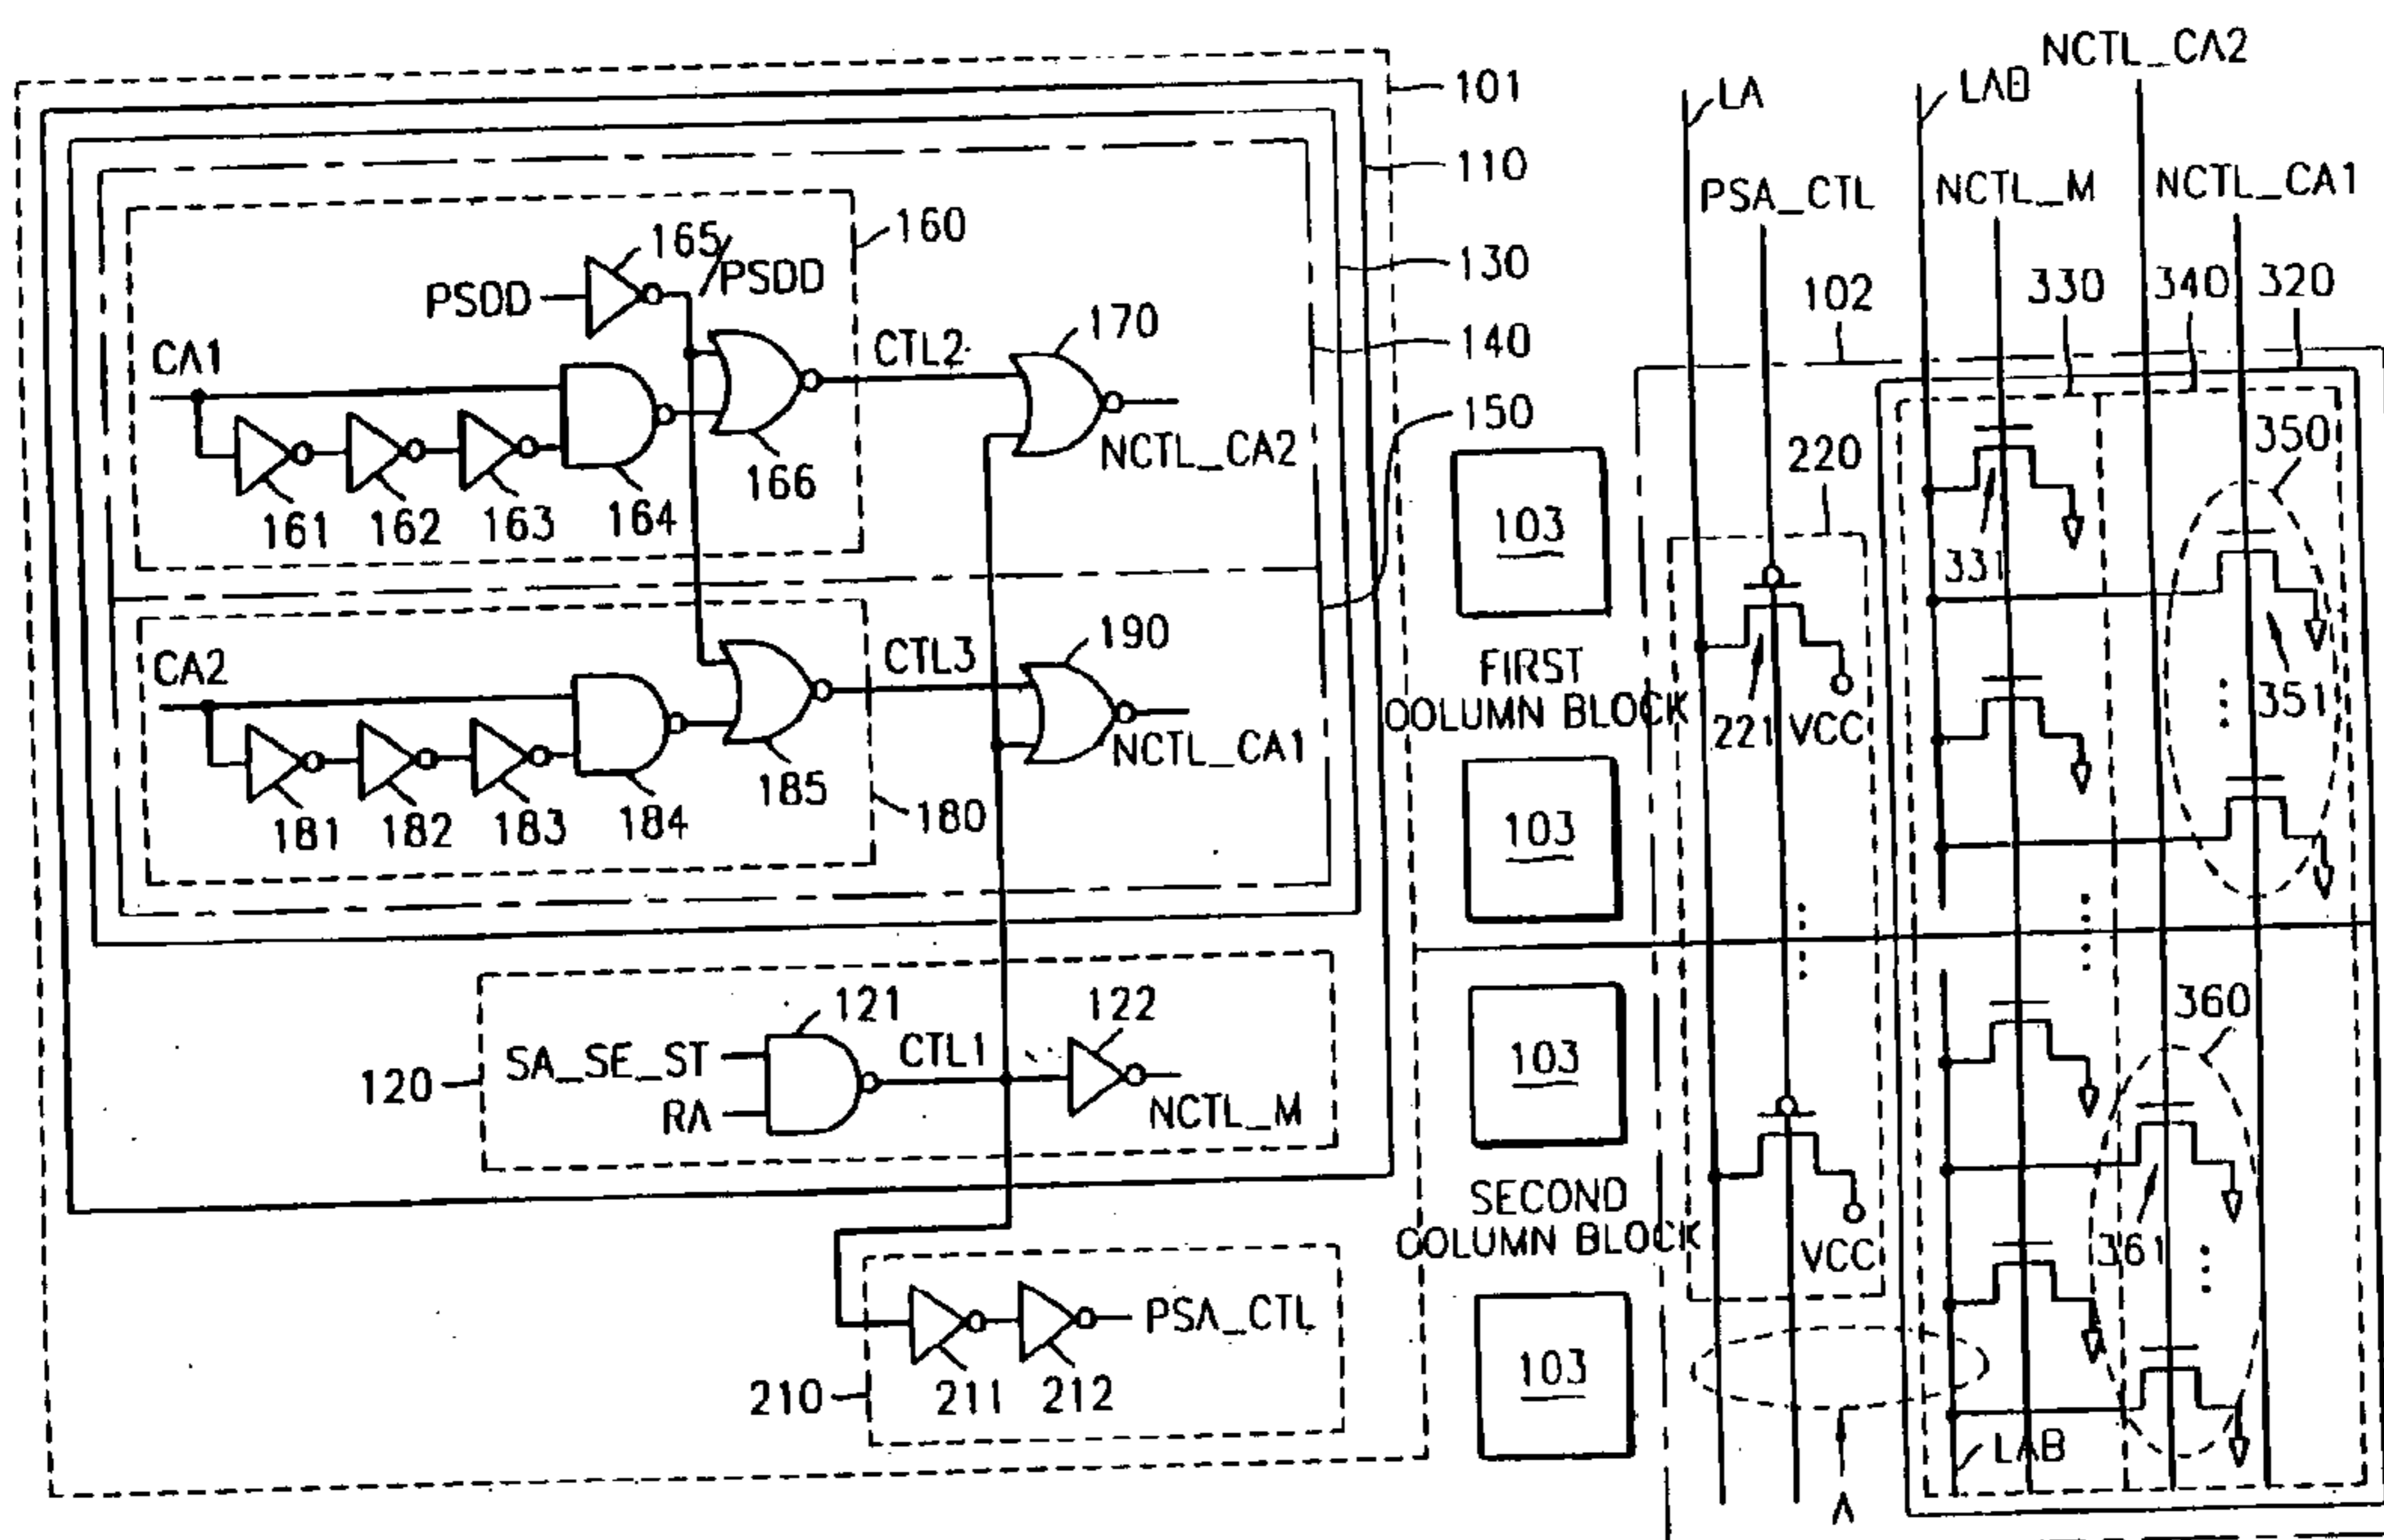 NCTL_CA2
LA
LAB
101
110
PSA_CTL
NCTL_M
NCTL_CA1
165
/PSDD
160
130
PSDD
102
330
340
320
170
CTL2
140
CA1
150
350
220
NCTL_CA2
166
161
162
163
164
103
331
190
CTL3
FIRST
COLUMN BLOCK
351
CA2
221
VCC
NCTL_CA1
185
181
182
183
184
180
103
121
122
360
SA_SE_ST
CTL1
103
120
RA
NCTL_M
SECOND
COLUMN BLOCK
361
VCC
PSA_CTL
103
210
211
212
LAB
A